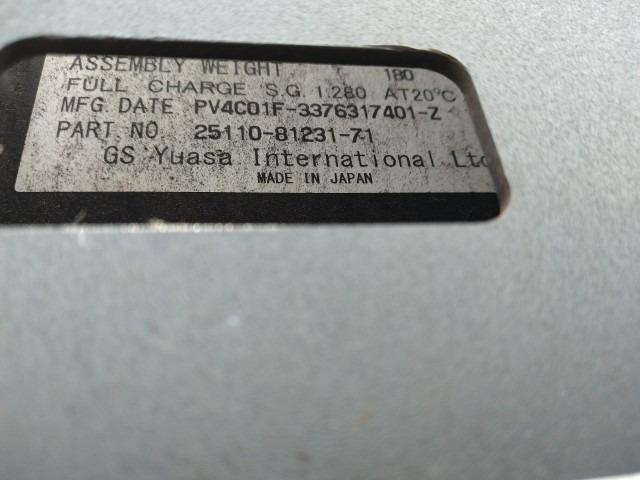 ASSEMBLY WEIGHT 180
FULL CHARGE S.G. 1.280 AT20°C
MFG. DATE PV4C01F-3376317401-Z
PART NO. 25110-81231-71
GS Yuasa International Ltd
MADE IN JAPAN